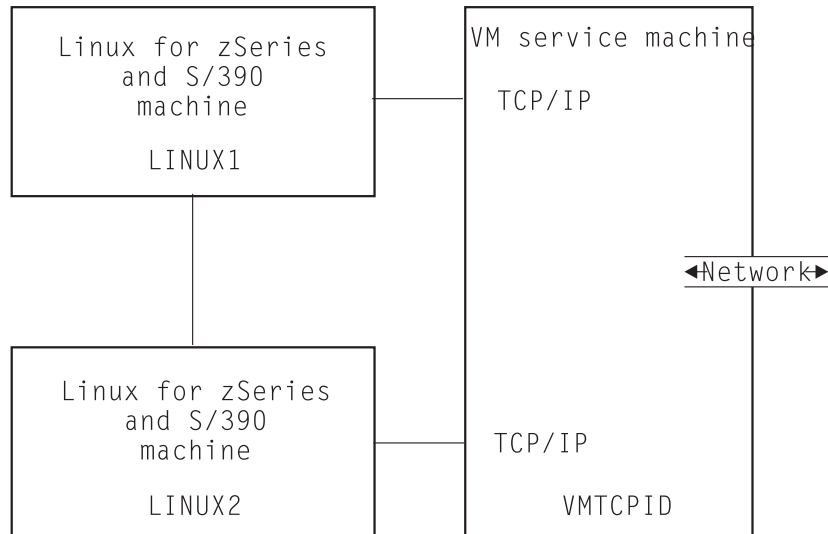 Linux for zSeries
and S/390
machine
LINUX1
VM service machine
TCP/IP
Network
Linux for zSeries
and S/390
machine
LINUX2
TCP/IP
VMTCPID